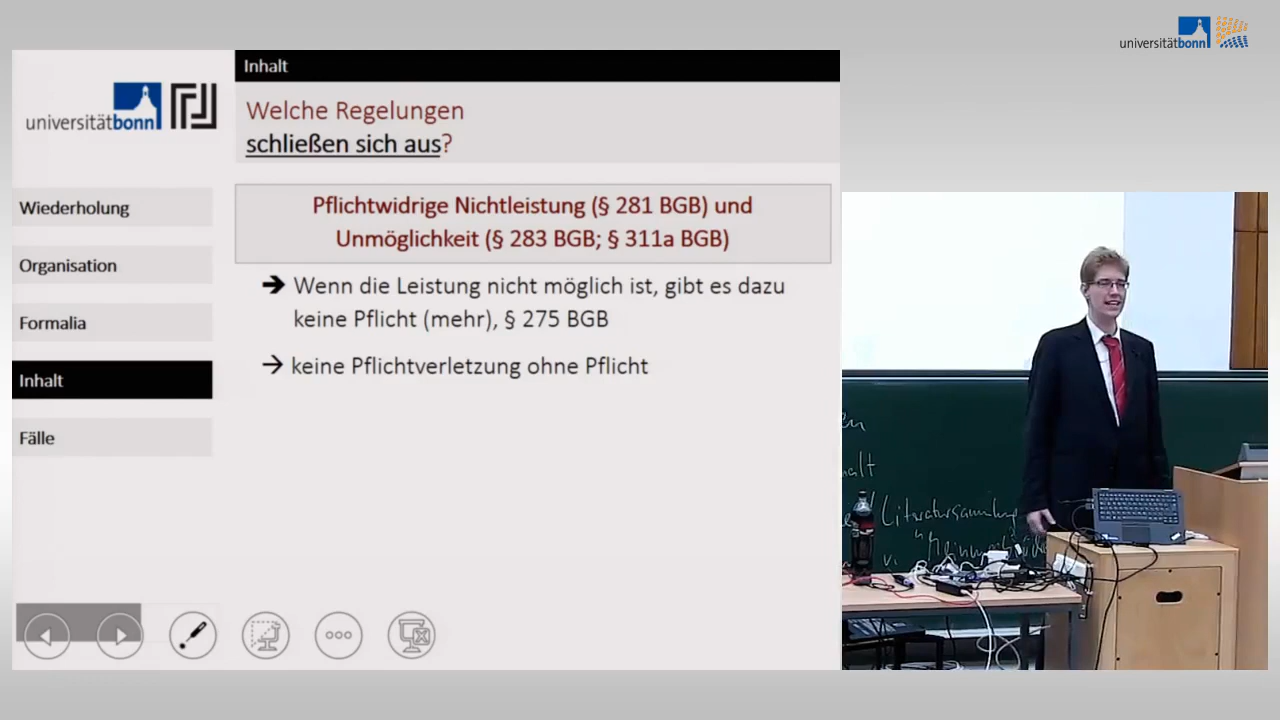 universitätbonn
Inhalt
Welche Regelungen
schließen sich aus?
universitätbonn
Wiederholung
Organisation
Formalia
Inhalt
Fälle
Pflichtwidrige Nichtleistung (§ 281 BGB) und
Unmöglichkeit (§ 283 BGB; § 311a BGB)
➔ Wenn die Leistung nicht möglich ist, gibt es dazu
keine Pflicht (mehr), § 275 BGB
→ keine Pflichtverletzung ohne Pflicht
Literatursammlung